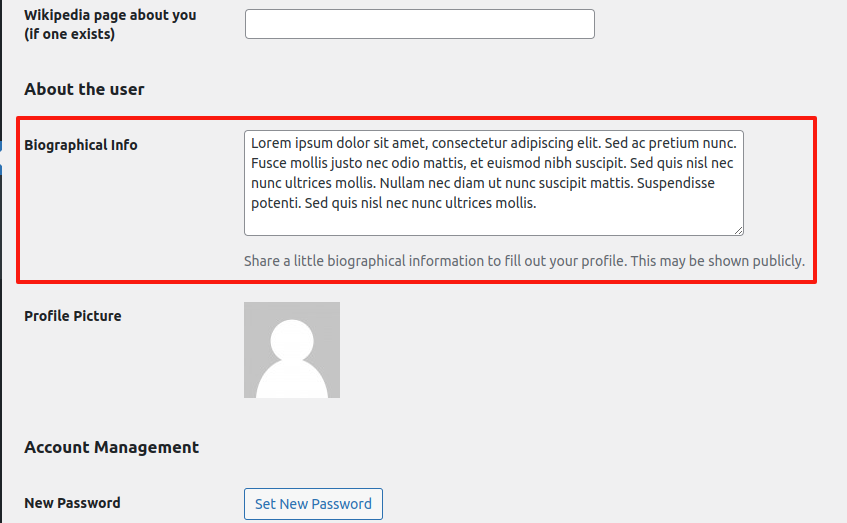 Wikipedia page about you
(if one exists)
About the user
Biographical Info
Lorem ipsum dolor sit amet, consectetur adipiscing elit. Sed ac pretium nunc.
Fusce mollis justo nec odio mattis, et euismod nibh suscipit. Sed quis nisl nec
nunc ultrices mollis. Nullam nec diam ut nunc suscipit mattis. Suspendisse
potenti. Sed quis nisl nec nunc ultrices mollis.
Share a little biographical information to fill out your profile. This may be shown publicly.
Profile Picture
Account Management
New Password
Set New Password